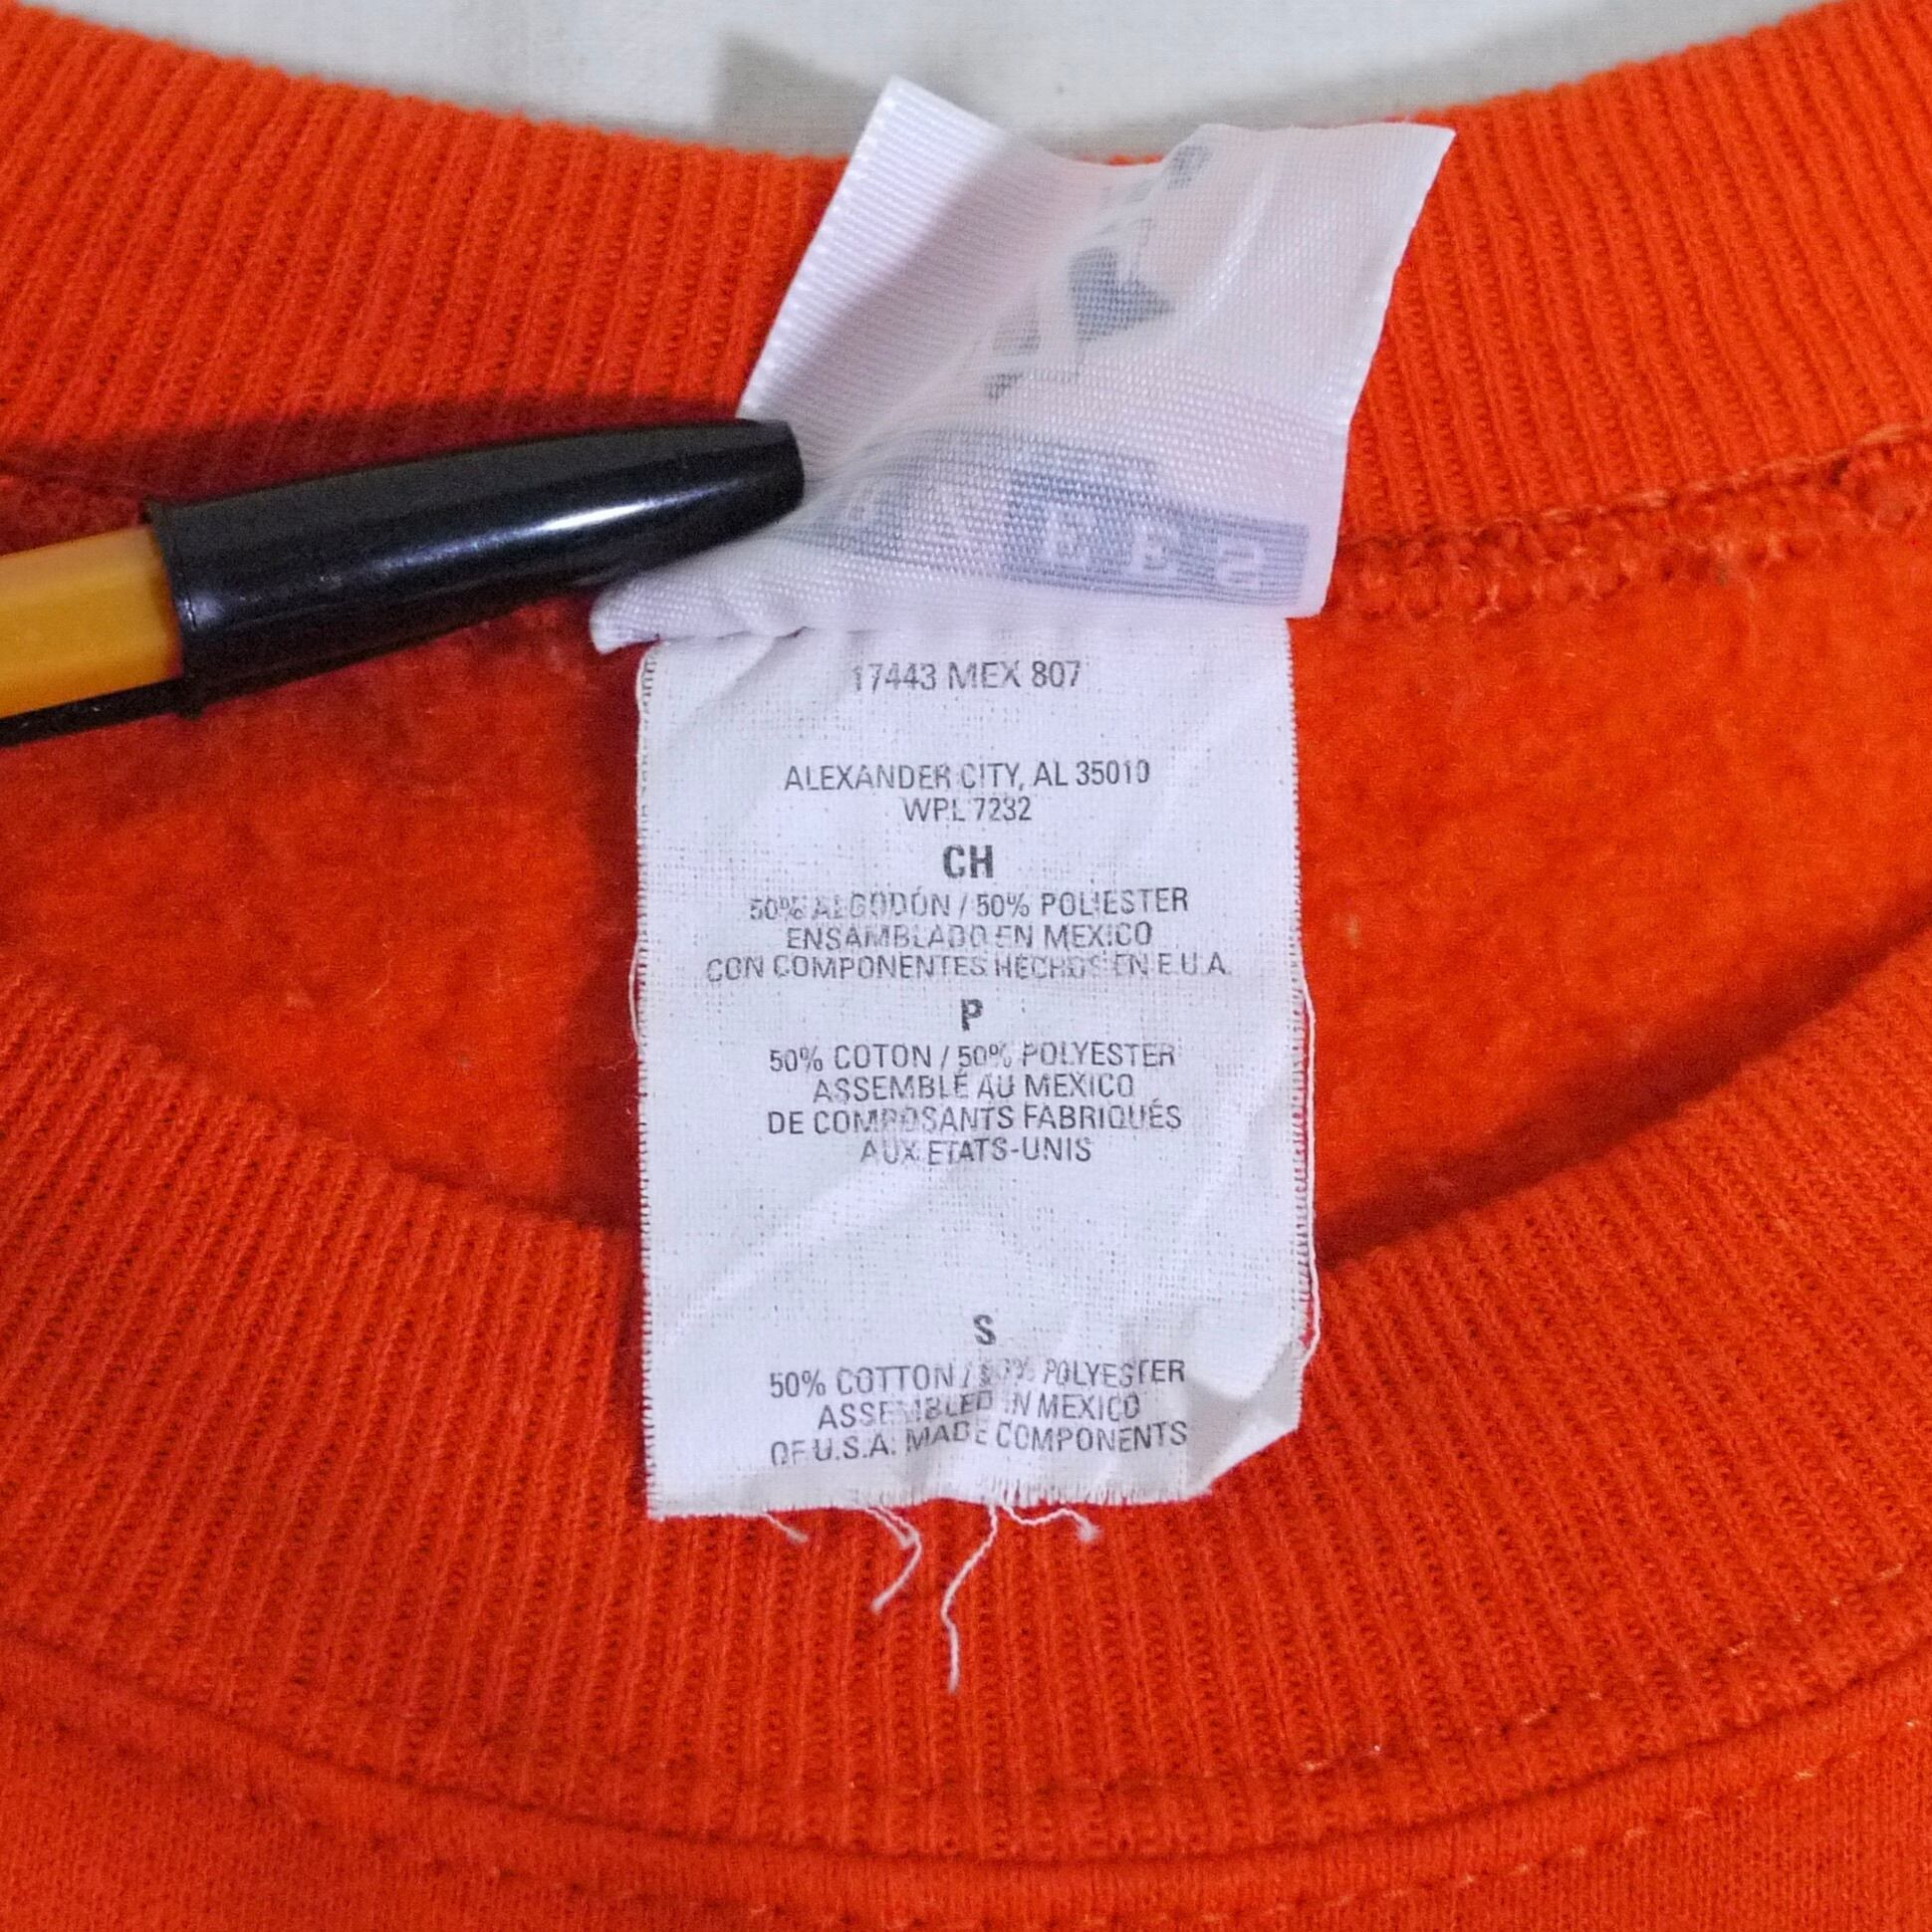 17443 MEX 807
ALEXANDER CITY, AL 35010
WPL 7232
CH
50% ALGODÓN / 50% POLIESTER
ENSAMBLADO EN MEXICO
CON COMPONENTES HECHOS EN E.U.A.
P
50% COTON / 50% POLYESTER
ASSEMBLÉ AU MEXICO
DE COMPOSANTS FABRIQUÉS
AUX ETATS-UNIS
S
50% COTTON / 50% POLYESTER
ASSEMBLED IN MEXICO
OF U.S.A. MADE COMPONENTS